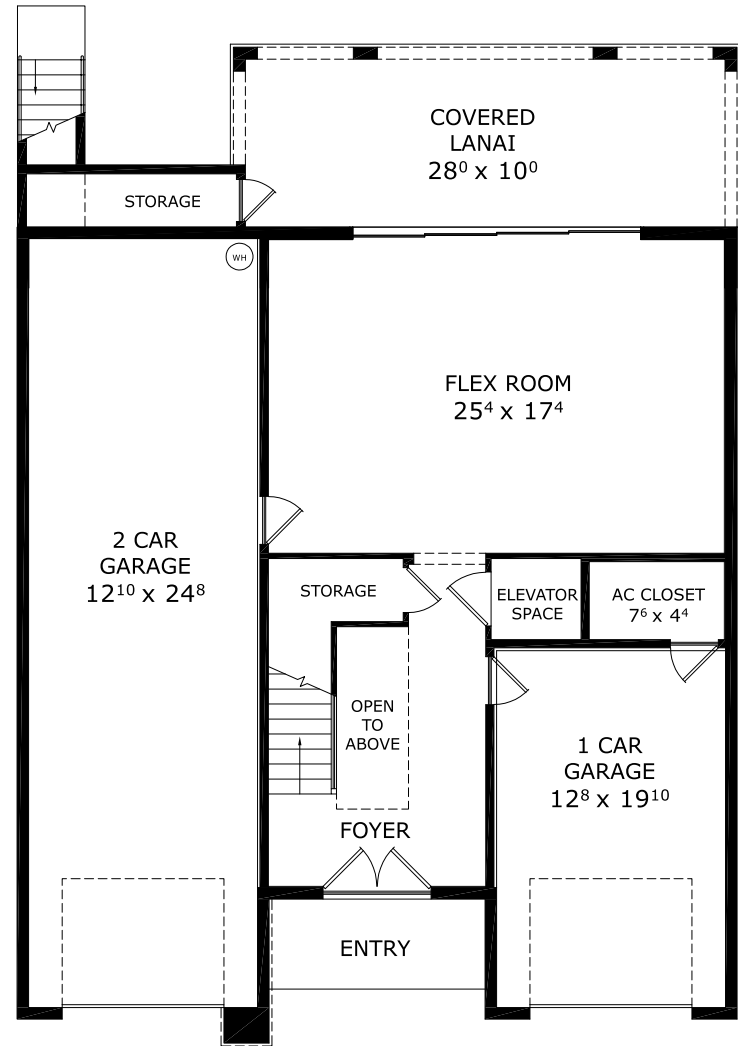 COVERED
LANAI
28⁰ x 10⁰
STORAGE
WH
FLEX ROOM
25⁴ x 17⁴
2 CAR
GARAGE
12¹⁰ x 24⁸
STORAGE
ELEVATOR
SPACE
AC CLOSET
7⁶ x 4⁴
OPEN
TO
ABOVE
1 CAR
GARAGE
12⁸ x 19¹⁰
FOYER
ENTRY